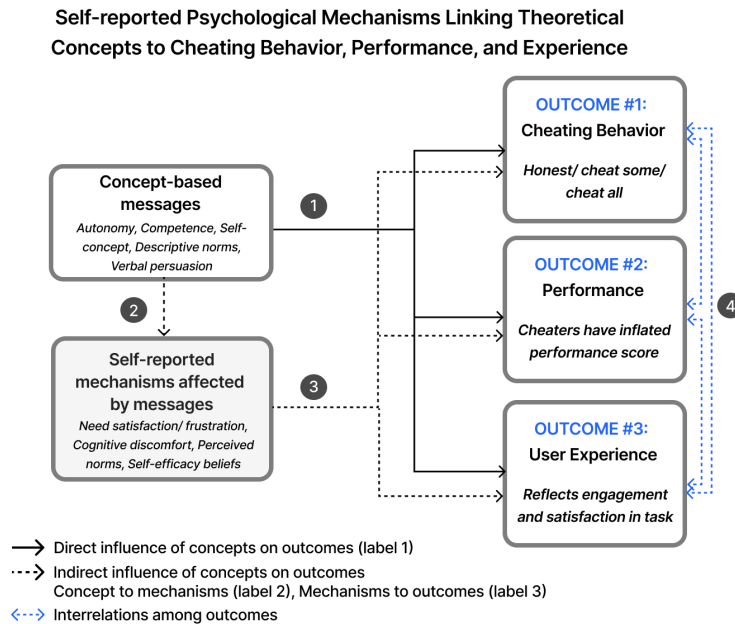 Self-reported Psychological Mechanisms Linking Theoretical
Concepts to Cheating Behavior, Performance, and Experience
OUTCOME #1:
Cheating Behavior
Honest/ cheat some/
cheat all
Concept-based
messages
Autonomy, Competence, Self-
concept, Descriptive norms,
Verbal persuasion
1
OUTCOME #2:
Performance
Cheaters have inflated
performance score
2
4
Self-reported
mechanisms affected
by messages
Need satisfaction/ frustration,
Cognitive discomfort, Perceived
norms, Self-efficacy beliefs
3
OUTCOME #3:
User Experience
Reflects engagement
and satisfaction in task
Direct influence of concepts on outcomes (label 1)
Indirect influence of concepts on outcomes
Concept to mechanisms (label 2), Mechanisms to outcomes (label 3)
Interrelations among outcomes